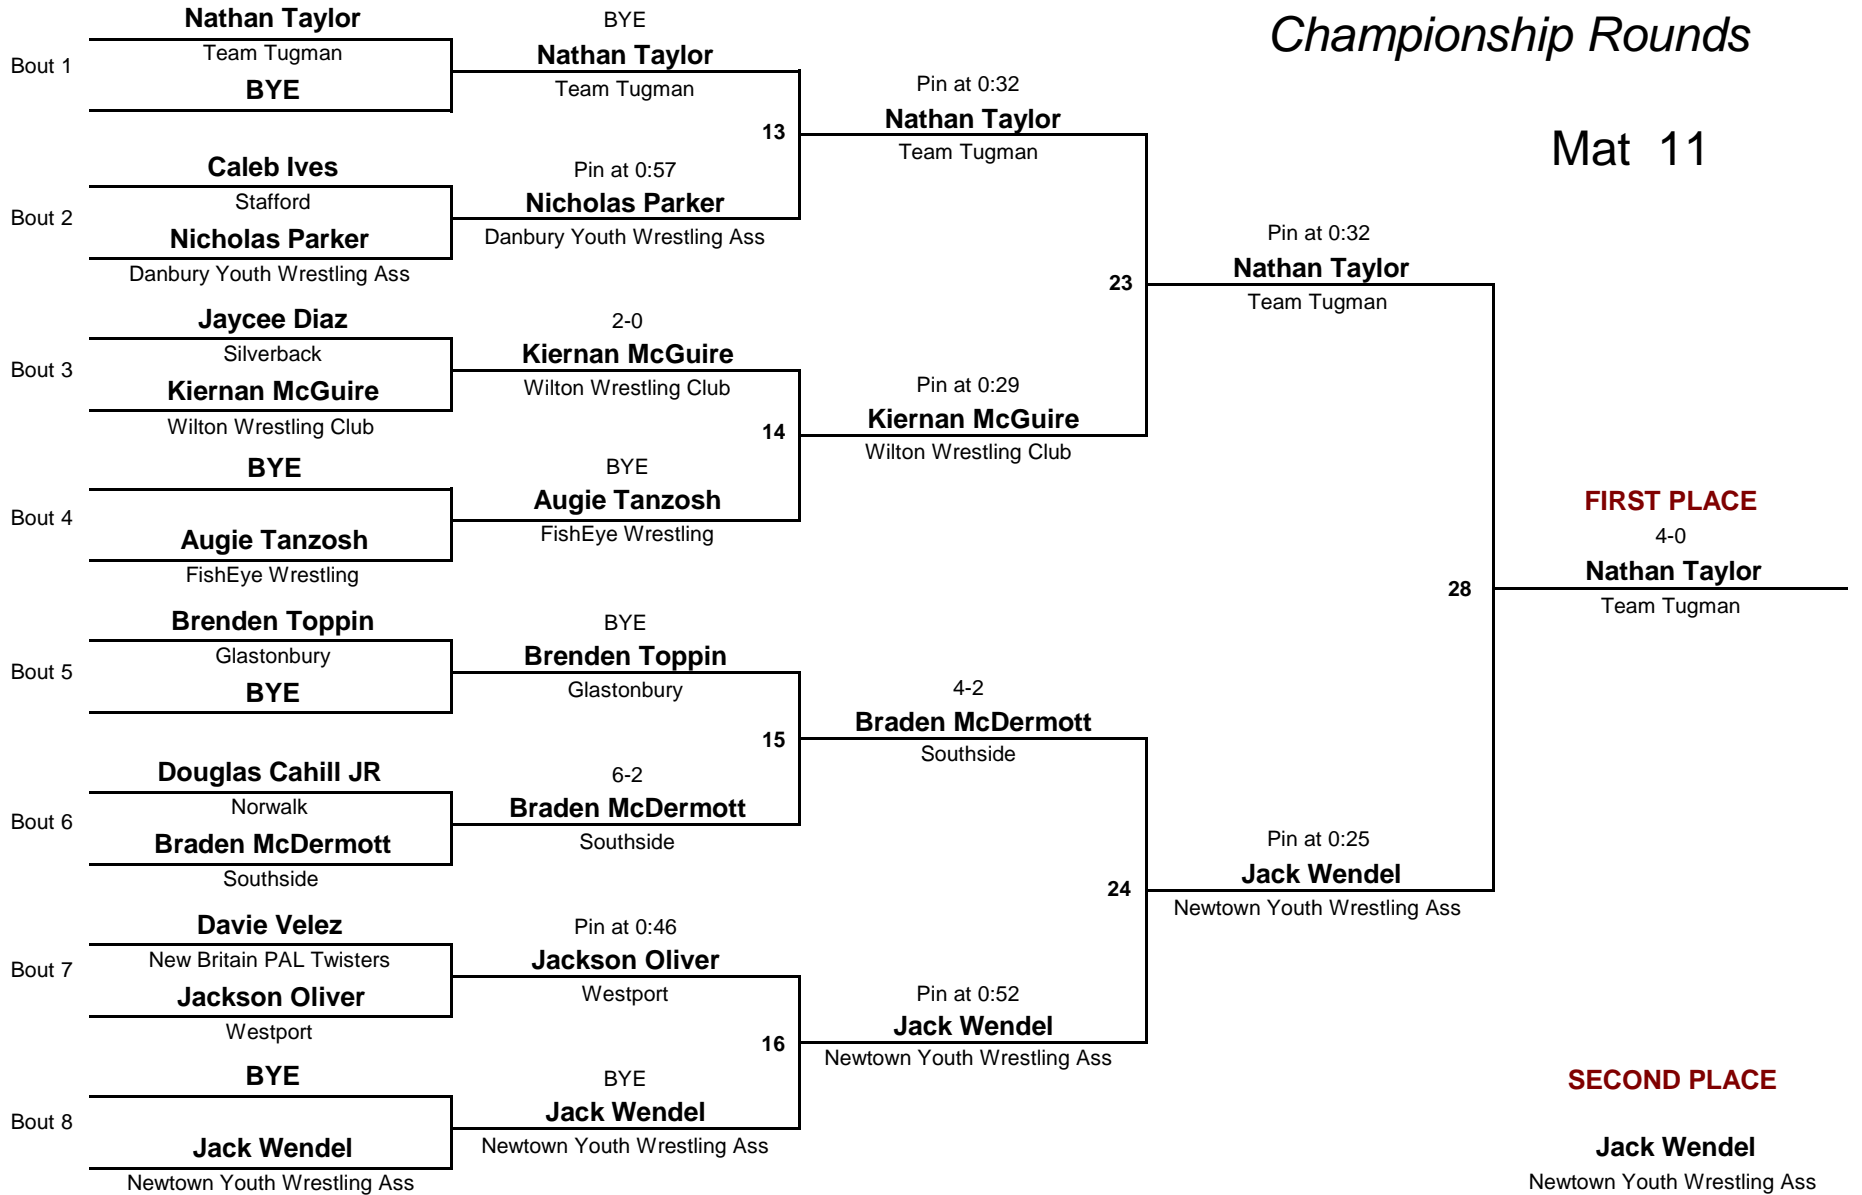 Championship Rounds
Mat 11
Bout 1
Nathan Taylor
Team Tugman
BYE
Bout 2
Caleb Ives
Stafford
Nicholas Parker
Danbury Youth Wrestling Ass
Bout 3
Jaycee Diaz
Silverback
Kiernan McGuire
Wilton Wrestling Club
Bout 4
BYE
Augie Tanzosh
FishEye Wrestling
Bout 5
Brenden Toppin
Glastonbury
BYE
Bout 6
Douglas Cahill JR
Norwalk
Braden McDermott
Southside
Bout 7
Davie Velez
New Britain PAL Twisters
Jackson Oliver
Westport
Bout 8
BYE
Jack Wendel
Newtown Youth Wrestling Ass
BYE
Nathan Taylor
Team Tugman
13
Pin at 0:57
Nicholas Parker
Danbury Youth Wrestling Ass
2-0
Kiernan McGuire
Wilton Wrestling Club
14
BYE
Augie Tanzosh
FishEye Wrestling
BYE
Brenden Toppin
Glastonbury
15
6-2
Braden McDermott
Southside
Pin at 0:46
Jackson Oliver
Westport
16
BYE
Jack Wendel
Newtown Youth Wrestling Ass
Pin at 0:32
Nathan Taylor
Team Tugman
23
Pin at 0:29
Kiernan McGuire
Wilton Wrestling Club
4-2
Braden McDermott
Southside
24
Pin at 0:52
Jack Wendel
Newtown Youth Wrestling Ass
Pin at 0:32
Nathan Taylor
Team Tugman
28
Pin at 0:25
Jack Wendel
Newtown Youth Wrestling Ass
FIRST PLACE
4-0
Nathan Taylor
Team Tugman
SECOND PLACE
Jack Wendel
Newtown Youth Wrestling Ass